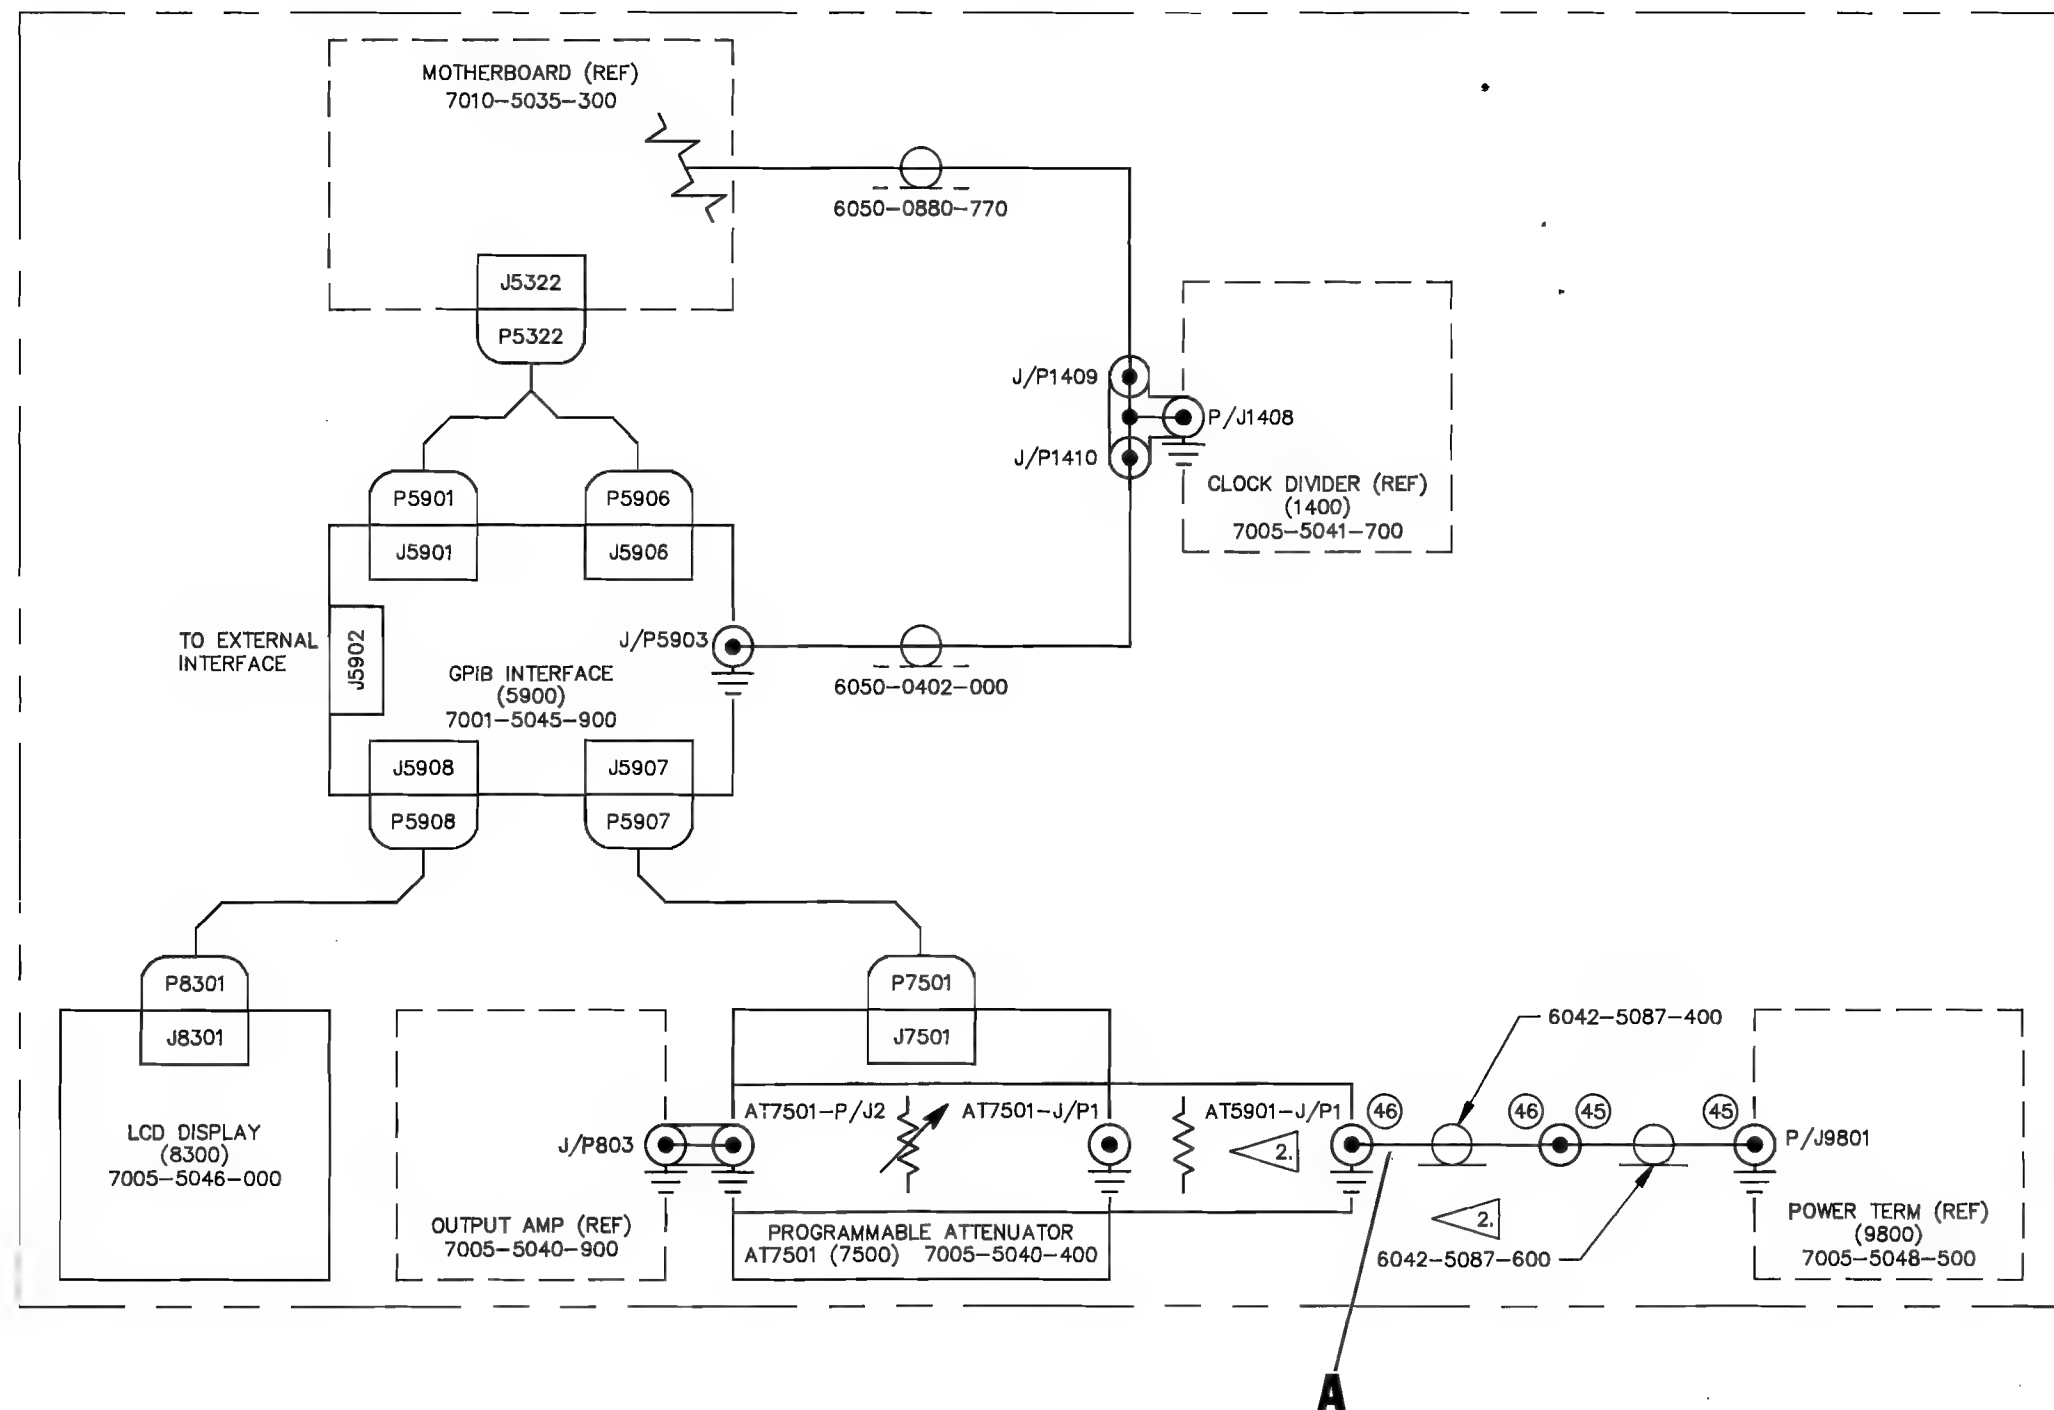 MOTHERBOARD (REF)
7010-5035-300
6050-0880-770
J5322
P5322
J/P1409
P/J1408
J/P1410
CLOCK DIVIDER (REF)
(1400)
7005-5041-700
P5901
P5906
J5901
J5906
TO EXTERNAL
INTERFACE
J5902
J/P5903
GPIB INTERFACE
(5900)
7001-5045-900
6050-0402-000
J5908
J5907
P5908
P5907
P8301
J8301
LCD DISPLAY
(8300)
7005-5046-000
P7501
J7501
6042-5087-400
AT7501-P/J2
AT7501-J/P1
AT5901-J/P1
46
46
45
45
J/P803
2.
P/J9801
OUTPUT AMP (REF)
7005-5040-900
PROGRAMMABLE ATTENUATOR
AT7501 (7500) 7005-5040-400
2.
6042-5087-600
POWER TERM (REF)
(9800)
7005-5048-500
A